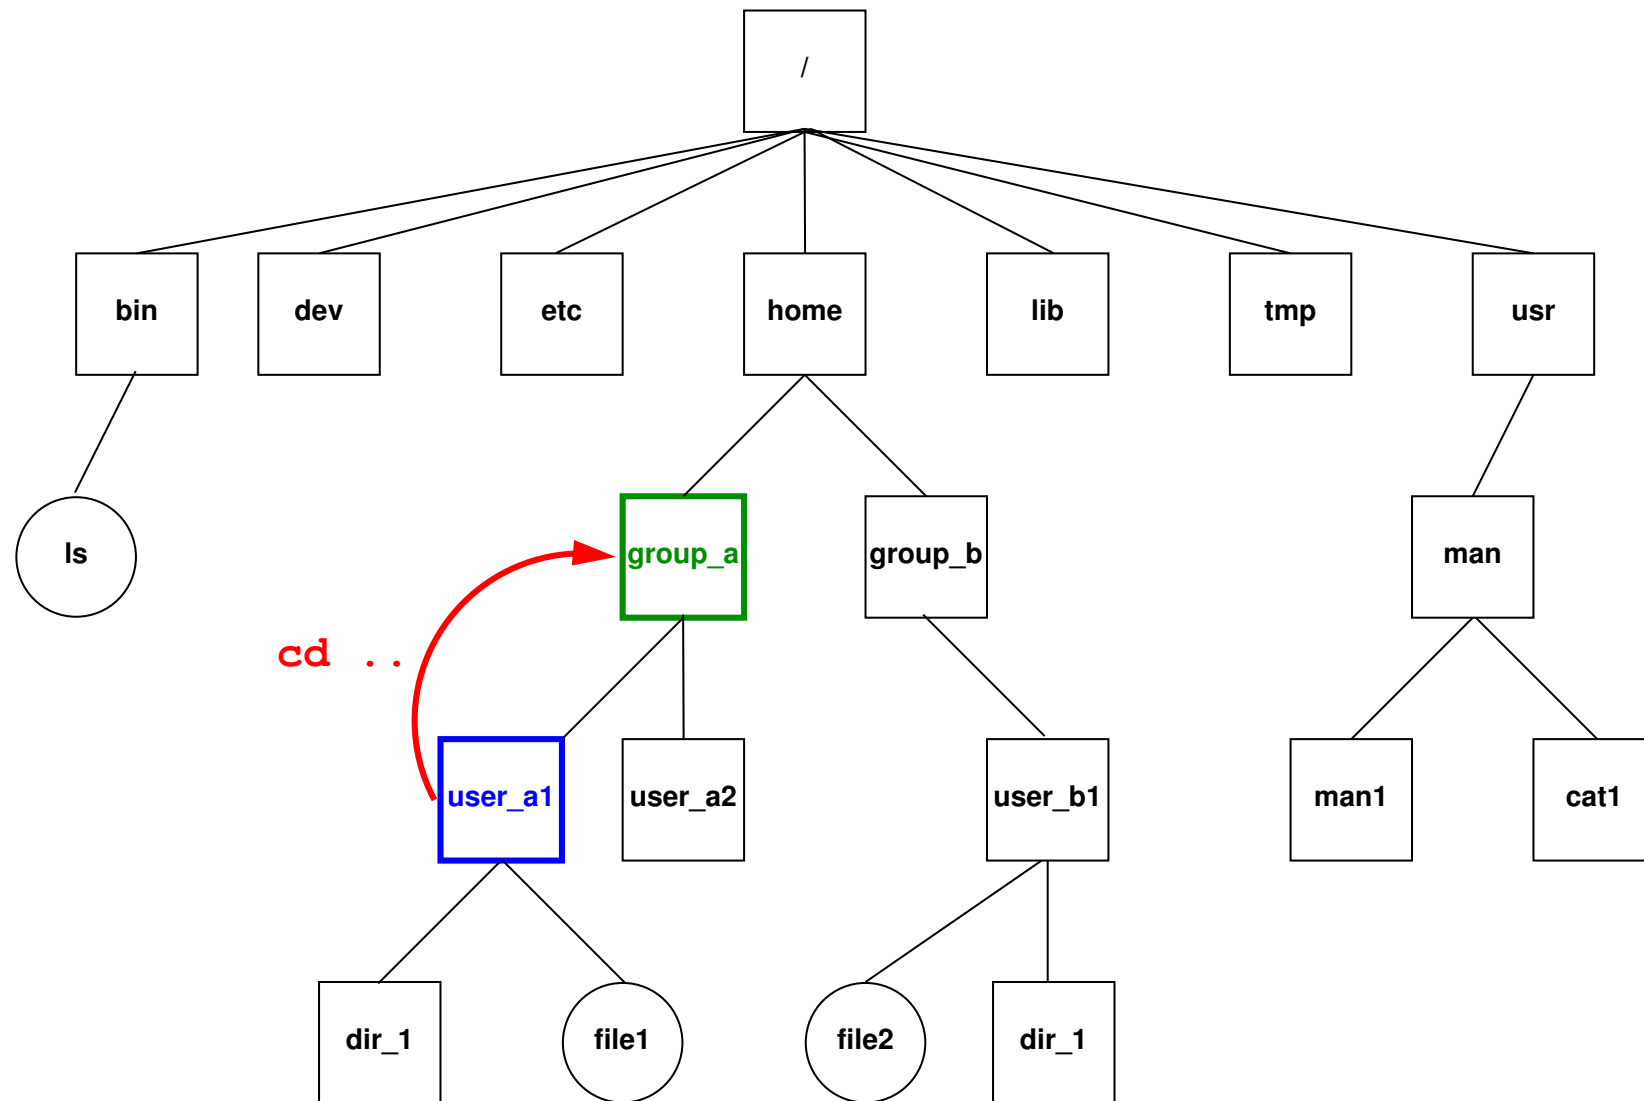 /
bin dev etc home lib tmp usr
ls group_a group_b man
cd ..
user_a1 user_a2 user_b1 man1 cat1
dir_1 file1 file2 dir_1